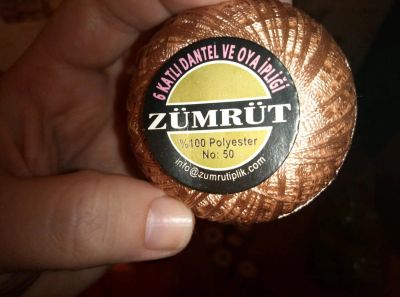 6 KATLI DANTEL VE OYA İPLİĞİ
ZÜMRÜT
%100 Polyester
No: 50
info@zumrutiplik.com